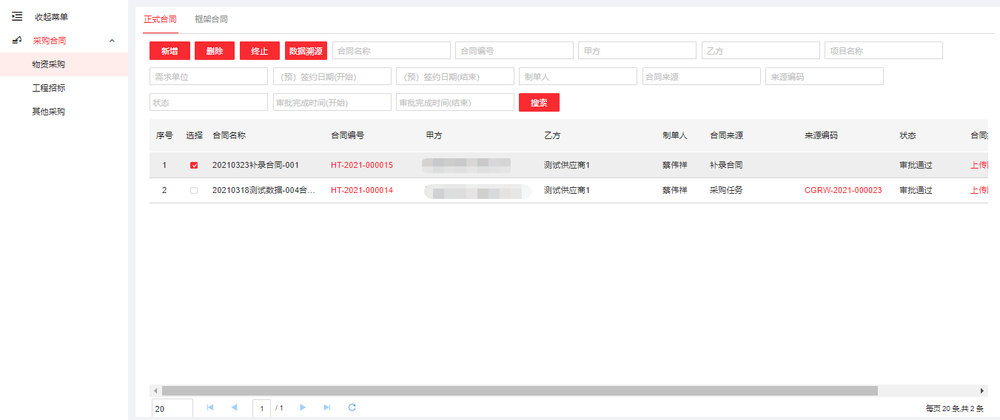 收起菜单
采购合同
物资采购
工程招标
其他采购
正式合同 框架合同
新增 删除 终止 数据溯源 合同名称 合同编号 甲方 乙方 项目名称
需求单位 （预）签约日期(开始) （预）签约日期(结束) 制单人 合同来源 来源编码
状态 审批完成时间(开始) 审批完成时间(结束) 搜索
序号 选择 合同名称 合同编号 甲方 乙方 制单人 合同来源 来源编码 状态 合同
1 20210323补录合同-001 HT-2021-000015 测试供应商1 蔡伟祥 补录合同 审批通过 上传
2 20210318测试数据-004合... HT-2021-000014 测试供应商1 蔡伟祥 采购任务 CGRW-2021-000023 审批通过 上传
20 1 / 1 每页 20 条,共 2 条